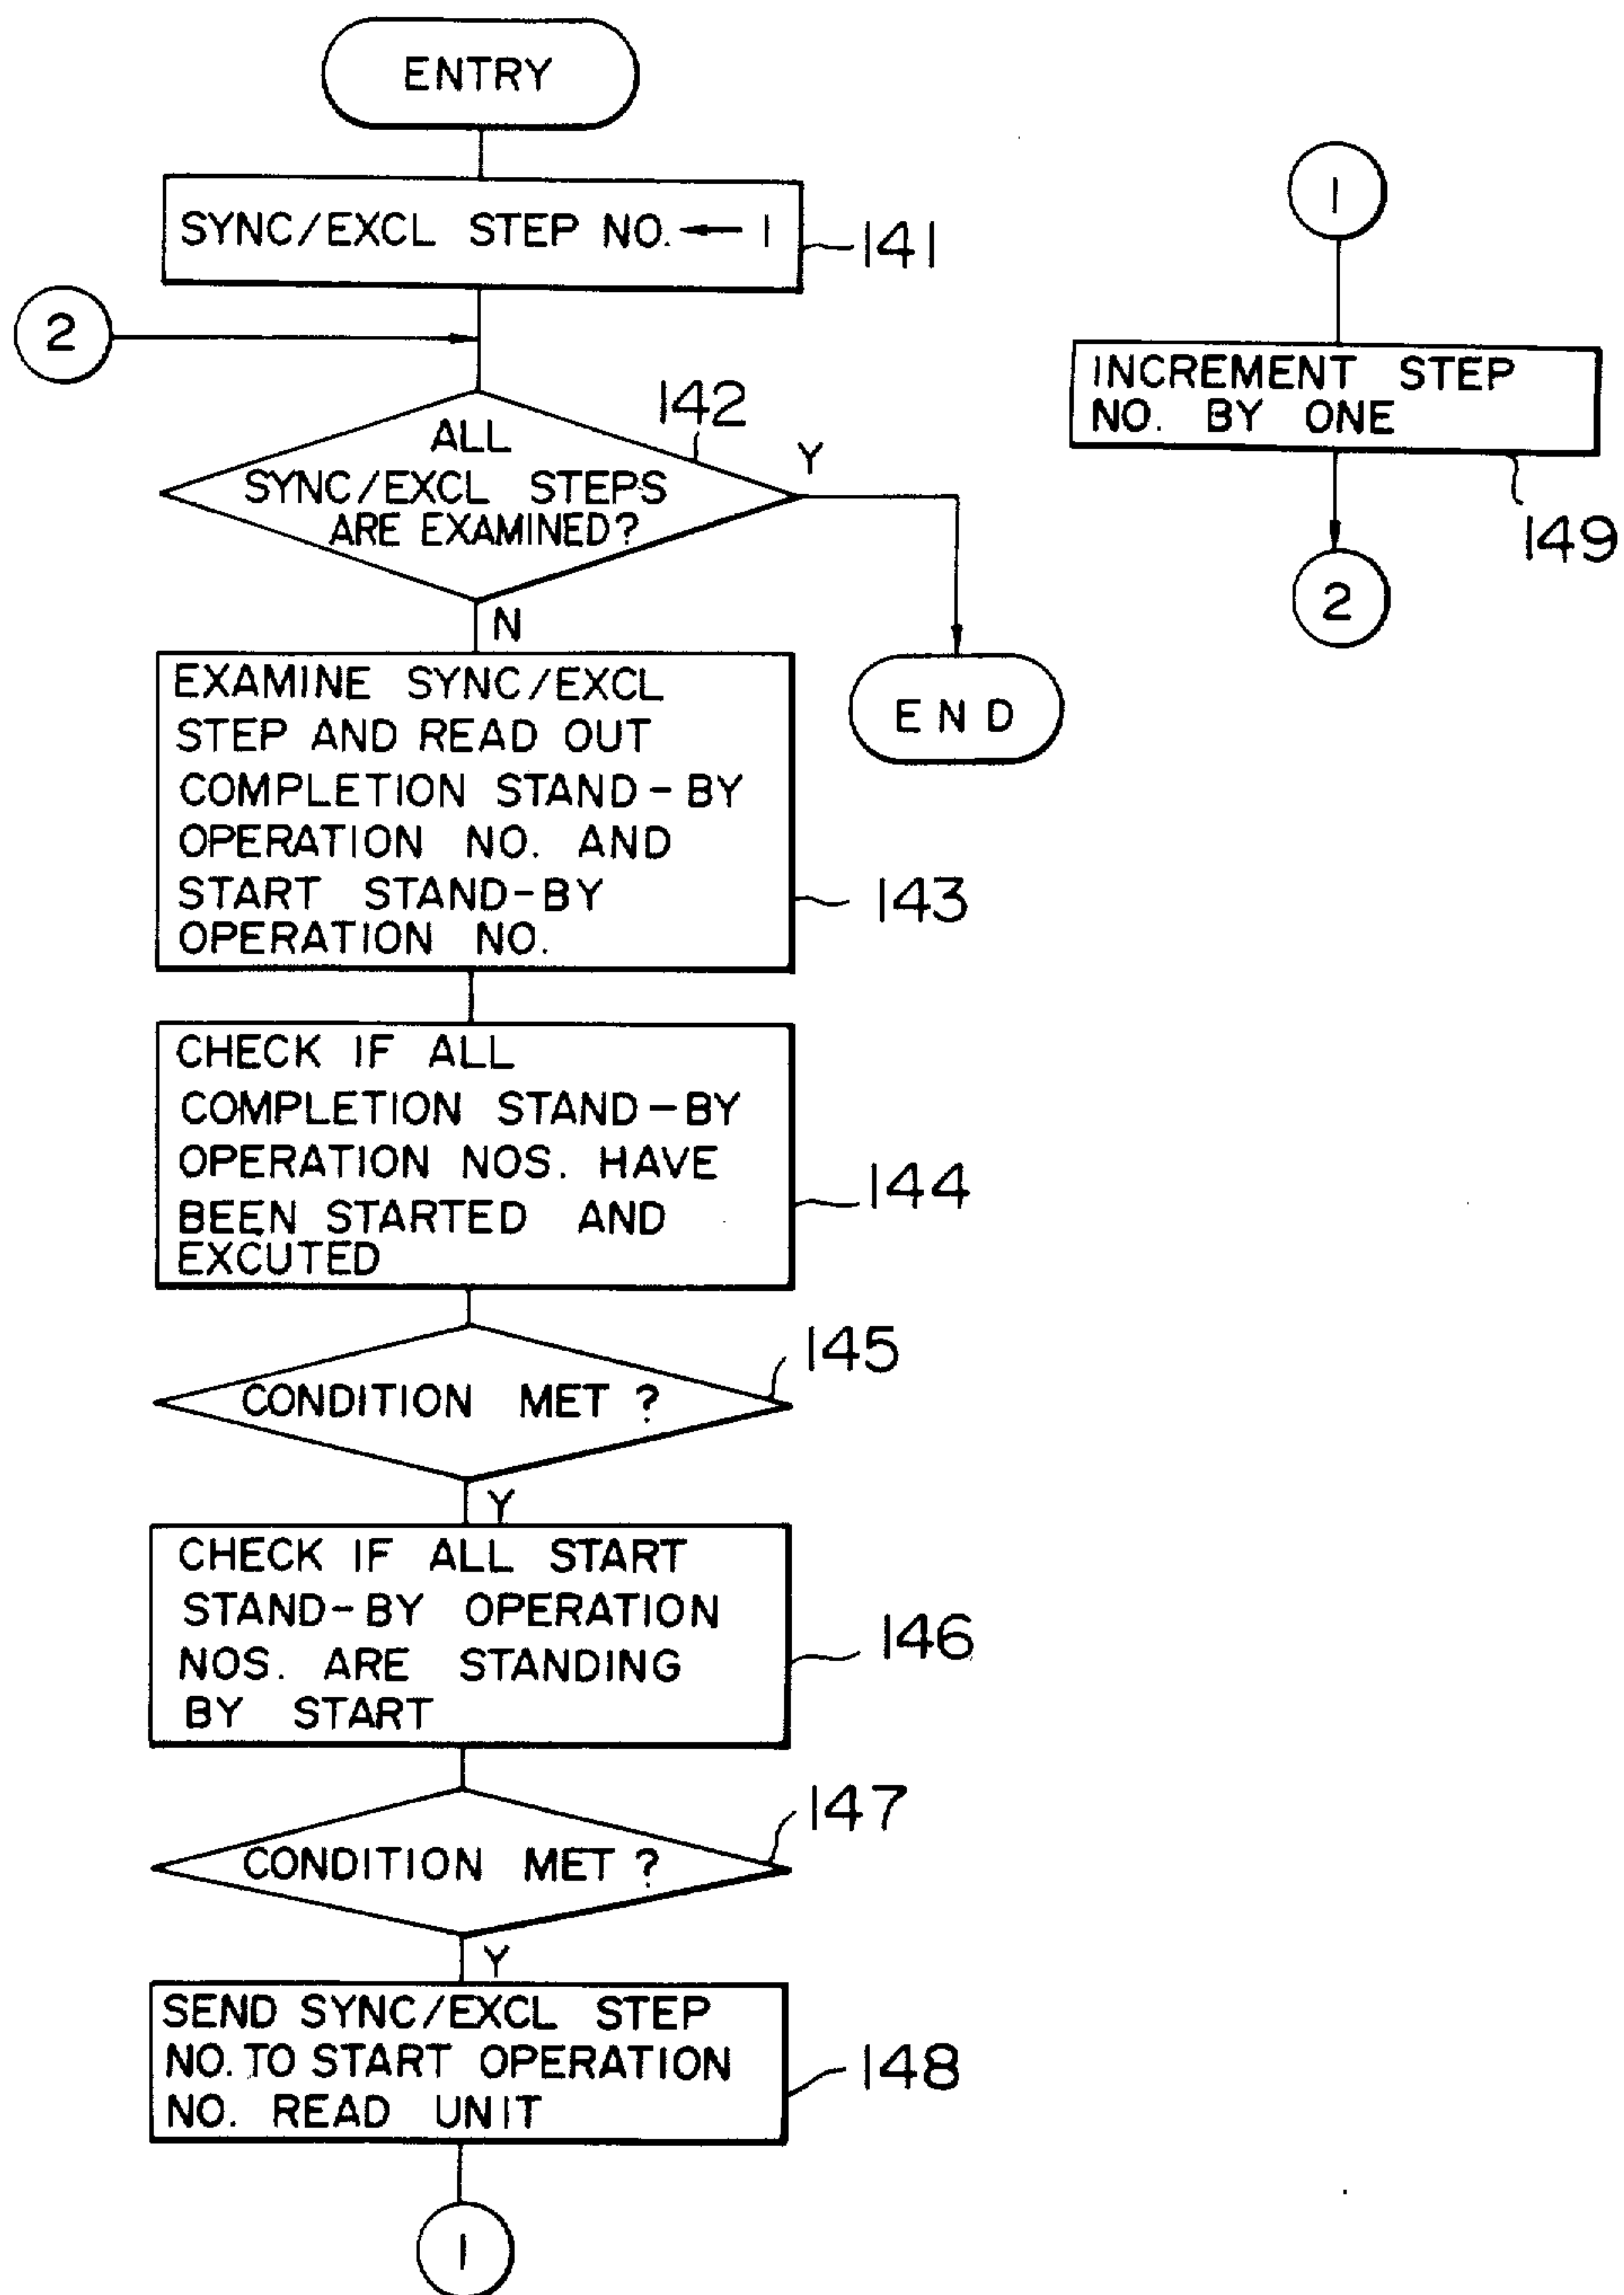 ENTRY
SYNC/EXCL STEP NO. ← 1
141
2
142
ALL
SYNC/EXCL STEPS
ARE EXAMINED?
Y
N
END
EXAMINE SYNC/EXCL
STEP AND READ OUT
COMPLETION STAND-BY
OPERATION NO. AND
START STAND-BY
OPERATION NO.
143
CHECK IF ALL
COMPLETION STAND-BY
OPERATION NOS. HAVE
BEEN STARTED AND
EXCUTED
144
CONDITION MET ?
145
Y
CHECK IF ALL START
STAND-BY OPERATION
NOS. ARE STANDING
BY START
146
CONDITION MET ?
147
Y
SEND SYNC/EXCL STEP
NO. TO START OPERATION
NO. READ UNIT
148
1
1
INCREMENT STEP
NO. BY ONE
149
2